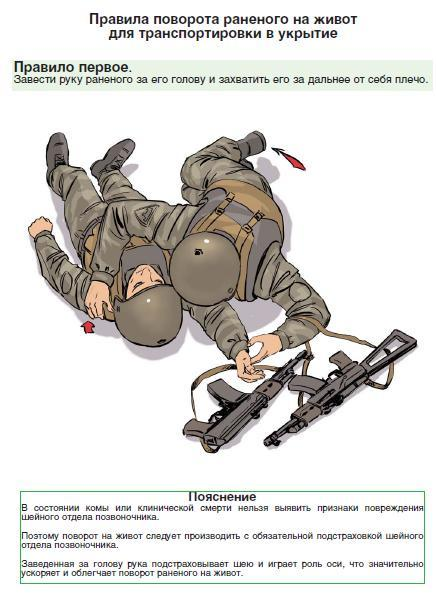 Правила поворота раненого на живот
для транспортировки в укрытие
Правило первое.
Завести руку раненого за его голову и захватить его за дальнее от себя плечо.
Пояснение
В состоянии комы или клинической смерти нельзя выявить признаки повреждения
шейного отдела позвоночника.
Поэтому поворот на живот следует производить с обязательной подстраховкой шейного
отдела позвоночника.
Заведенная за голову рука подстраховывает шею и играет роль оси, что значительно
ускоряет и облегчает поворот раненого на живот.